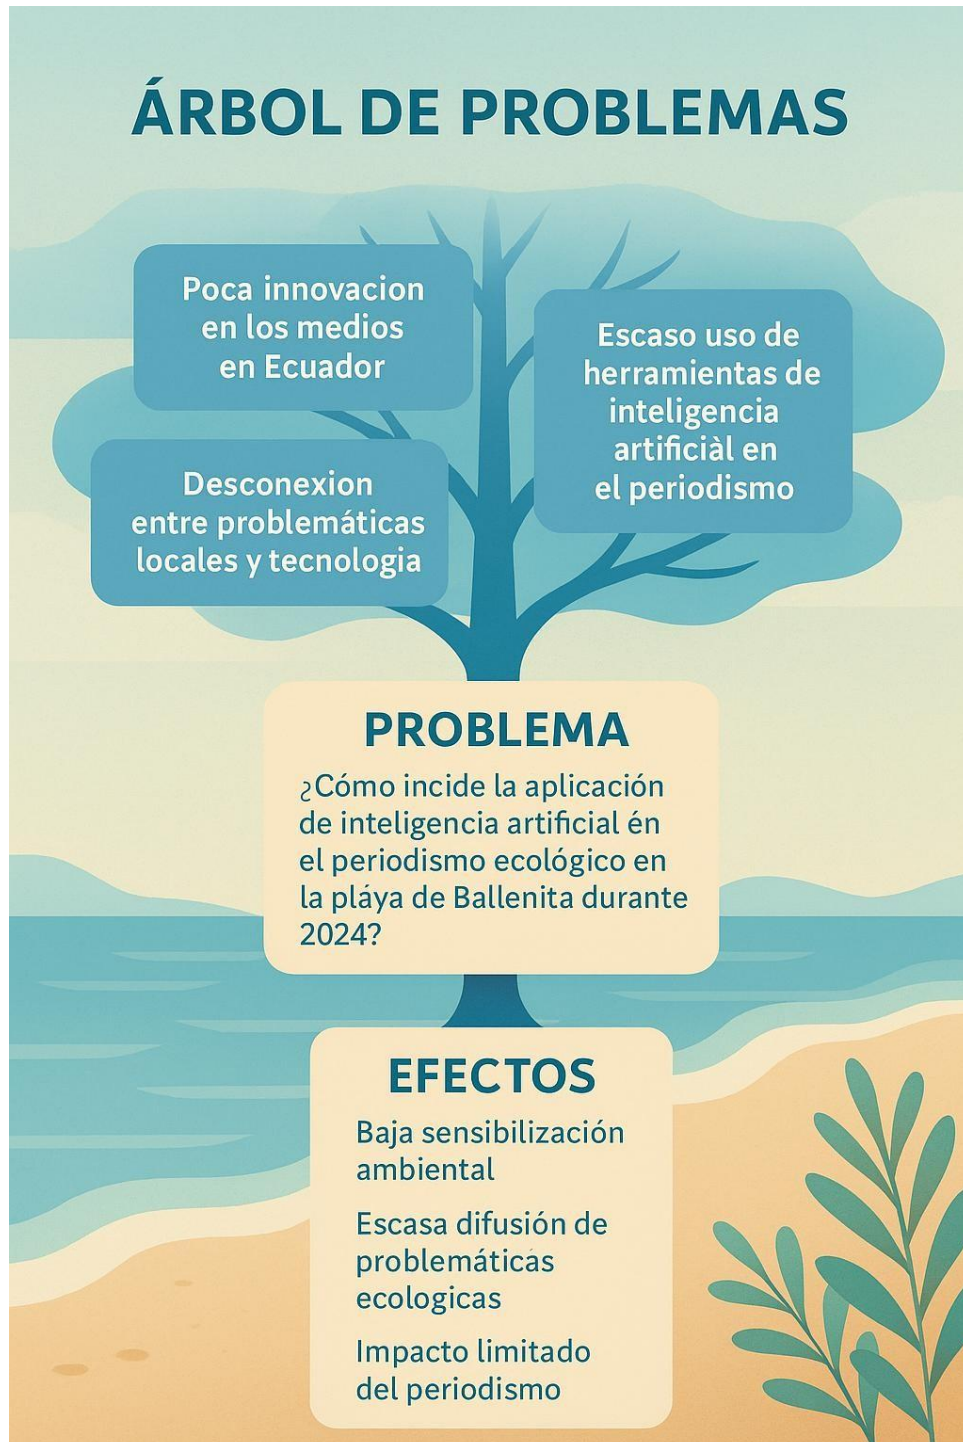 ÁRBOL DE PROBLEMAS
Poca innovacion
en los medios
en Ecuador
Escaso uso de
herramientas de
inteligencia
artificiàl en
el periodismo
Desconexion
entre problemáticas
locales y tecnologia
PROBLEMA
¿Cómo incide la aplicación
de inteligencia artificial én
el periodismo ecológico en
la pláya de Ballenita durante
2024?
EFECTOS
Baja sensibilización
ambiental
Escasa difusión de
problemáticas
ecologicas
Impacto limitado
del periodismo